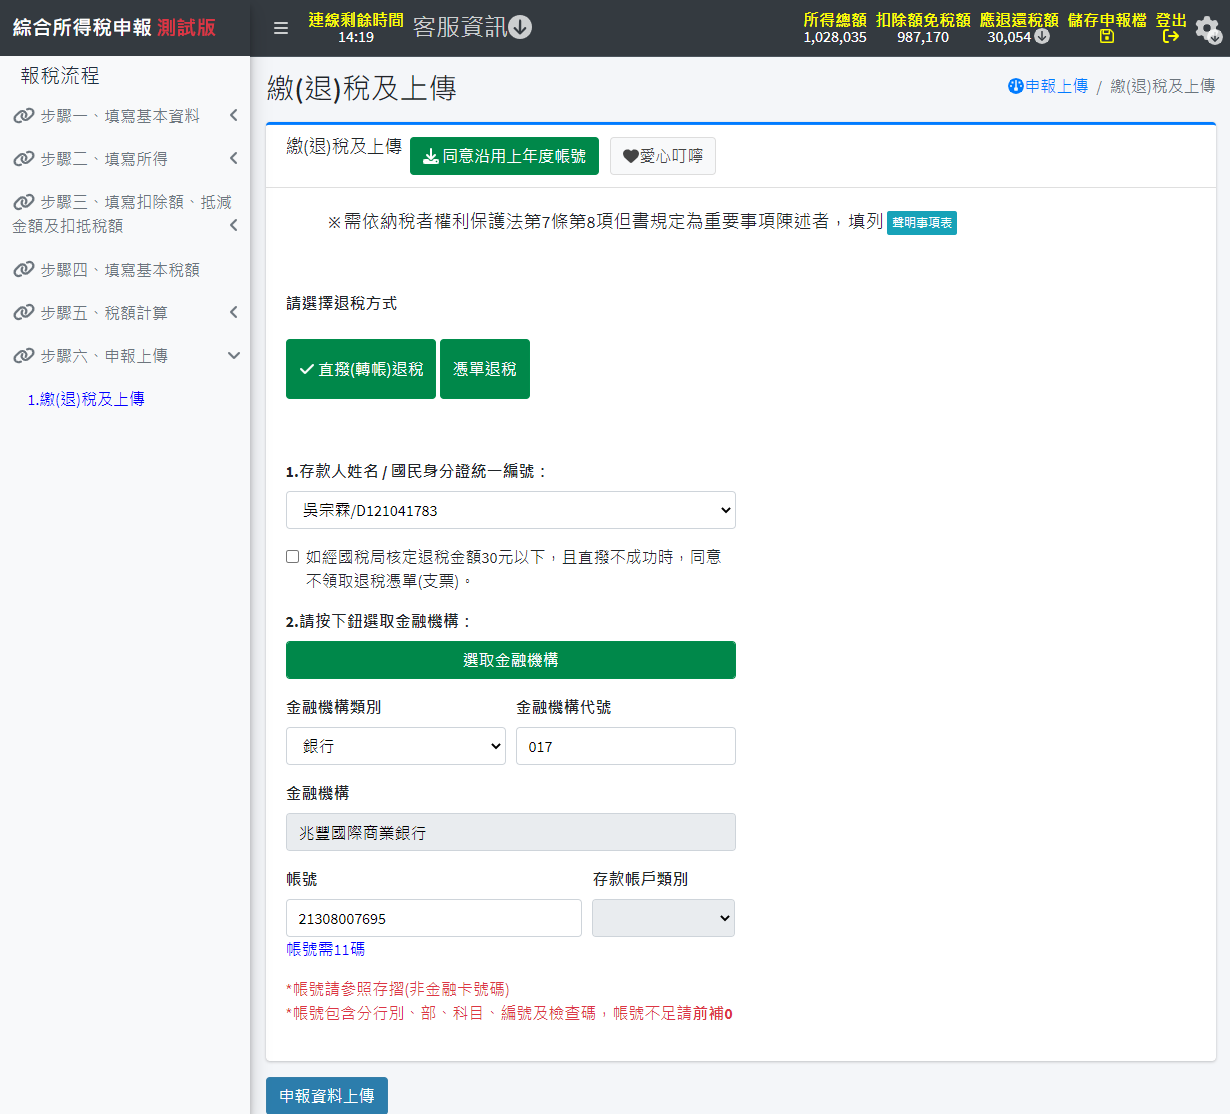 綜合所得稅申報 測試版
連線剩餘時間
14:19
客服資訊
所得總額 扣除額免稅額 應退還稅額 儲存申報檔 登出
1,028,035 987,170 30,054
報稅流程
步驟一、填寫基本資料
步驟二、填寫所得
步驟三、填寫扣除額、抵減
金額及扣抵稅額
步驟四、填寫基本稅額
步驟五、稅額計算
步驟六、申報上傳
1.繳(退)稅及上傳
繳(退)稅及上傳
申報上傳 / 繳(退)稅及上傳
繳(退)稅及上傳 同意沿用上年度帳號 愛心叮嚀
※需依納稅者權利保護法第7條第8項但書規定為重要事項陳述者，填列 聲明事項表
請選擇退稅方式
直撥(轉帳)退稅 憑單退稅
1.存款人姓名 / 國民身分證統一編號：
吳宗霖/D121041783
如經國稅局核定退稅金額30元以下，且直撥不成功時，同意
不領取退稅憑單(支票)。
2.請按下鈕選取金融機構：
選取金融機構
金融機構類別 金融機構代號
銀行 017
金融機構
兆豐國際商業銀行
帳號 存款帳戶類別
21308007695
帳號需11碼
*帳號請參照存摺(非金融卡號碼)
*帳號包含分行別、部、科目、編號及檢查碼，帳號不足請前補0
申報資料上傳